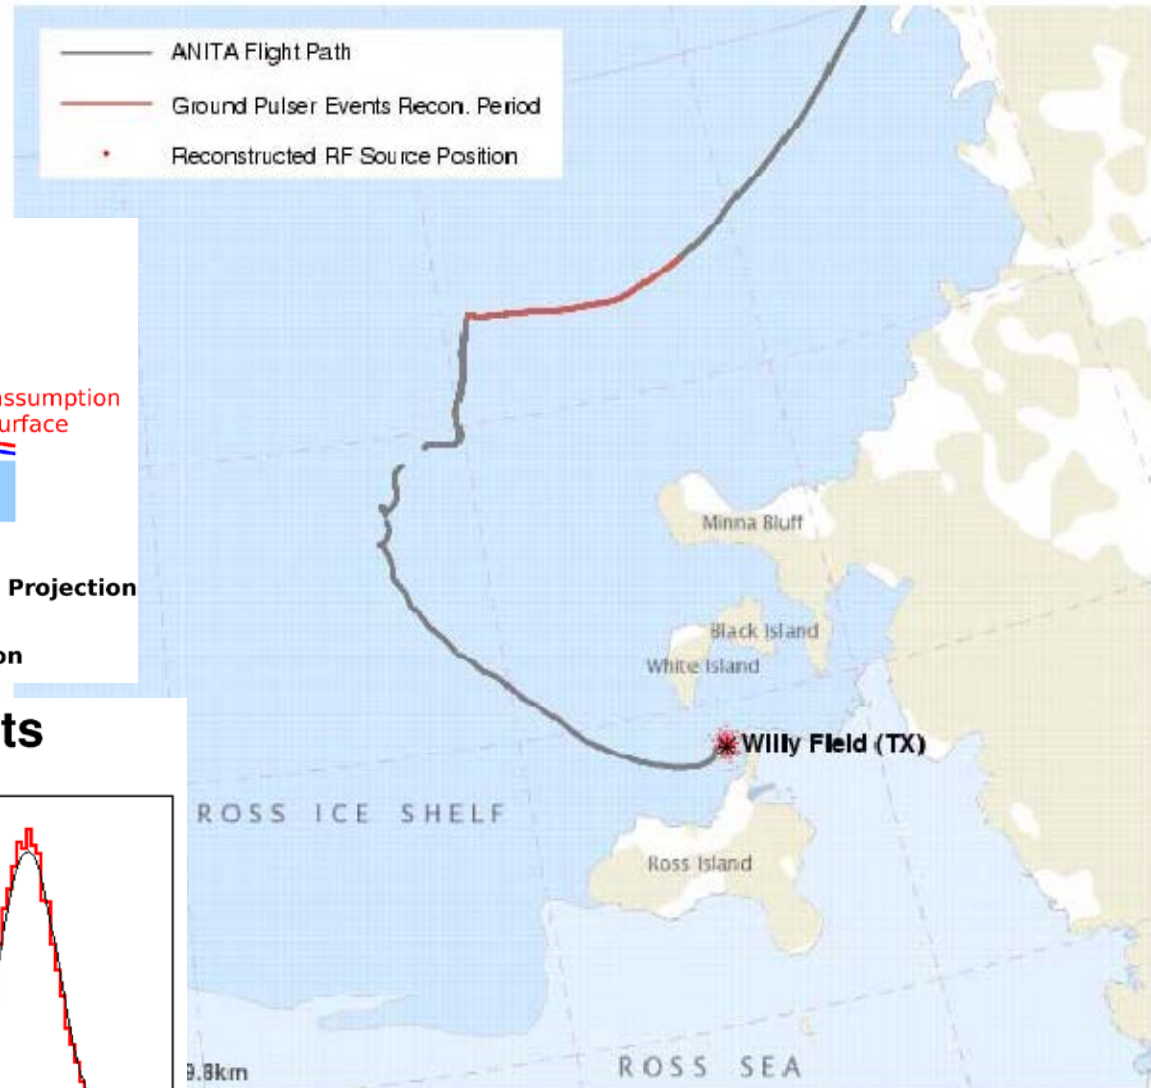 ANITA Flight Path
Ground Pulser Events Recon. Period
Reconstructed RF Source Position
assumption
urface
Projection
on
ts
Minna Bluff
Black Island
White Island
Willy Field (TX)
ROSS ICE SHELF
Ross Island
9.8km
ROSS SEA